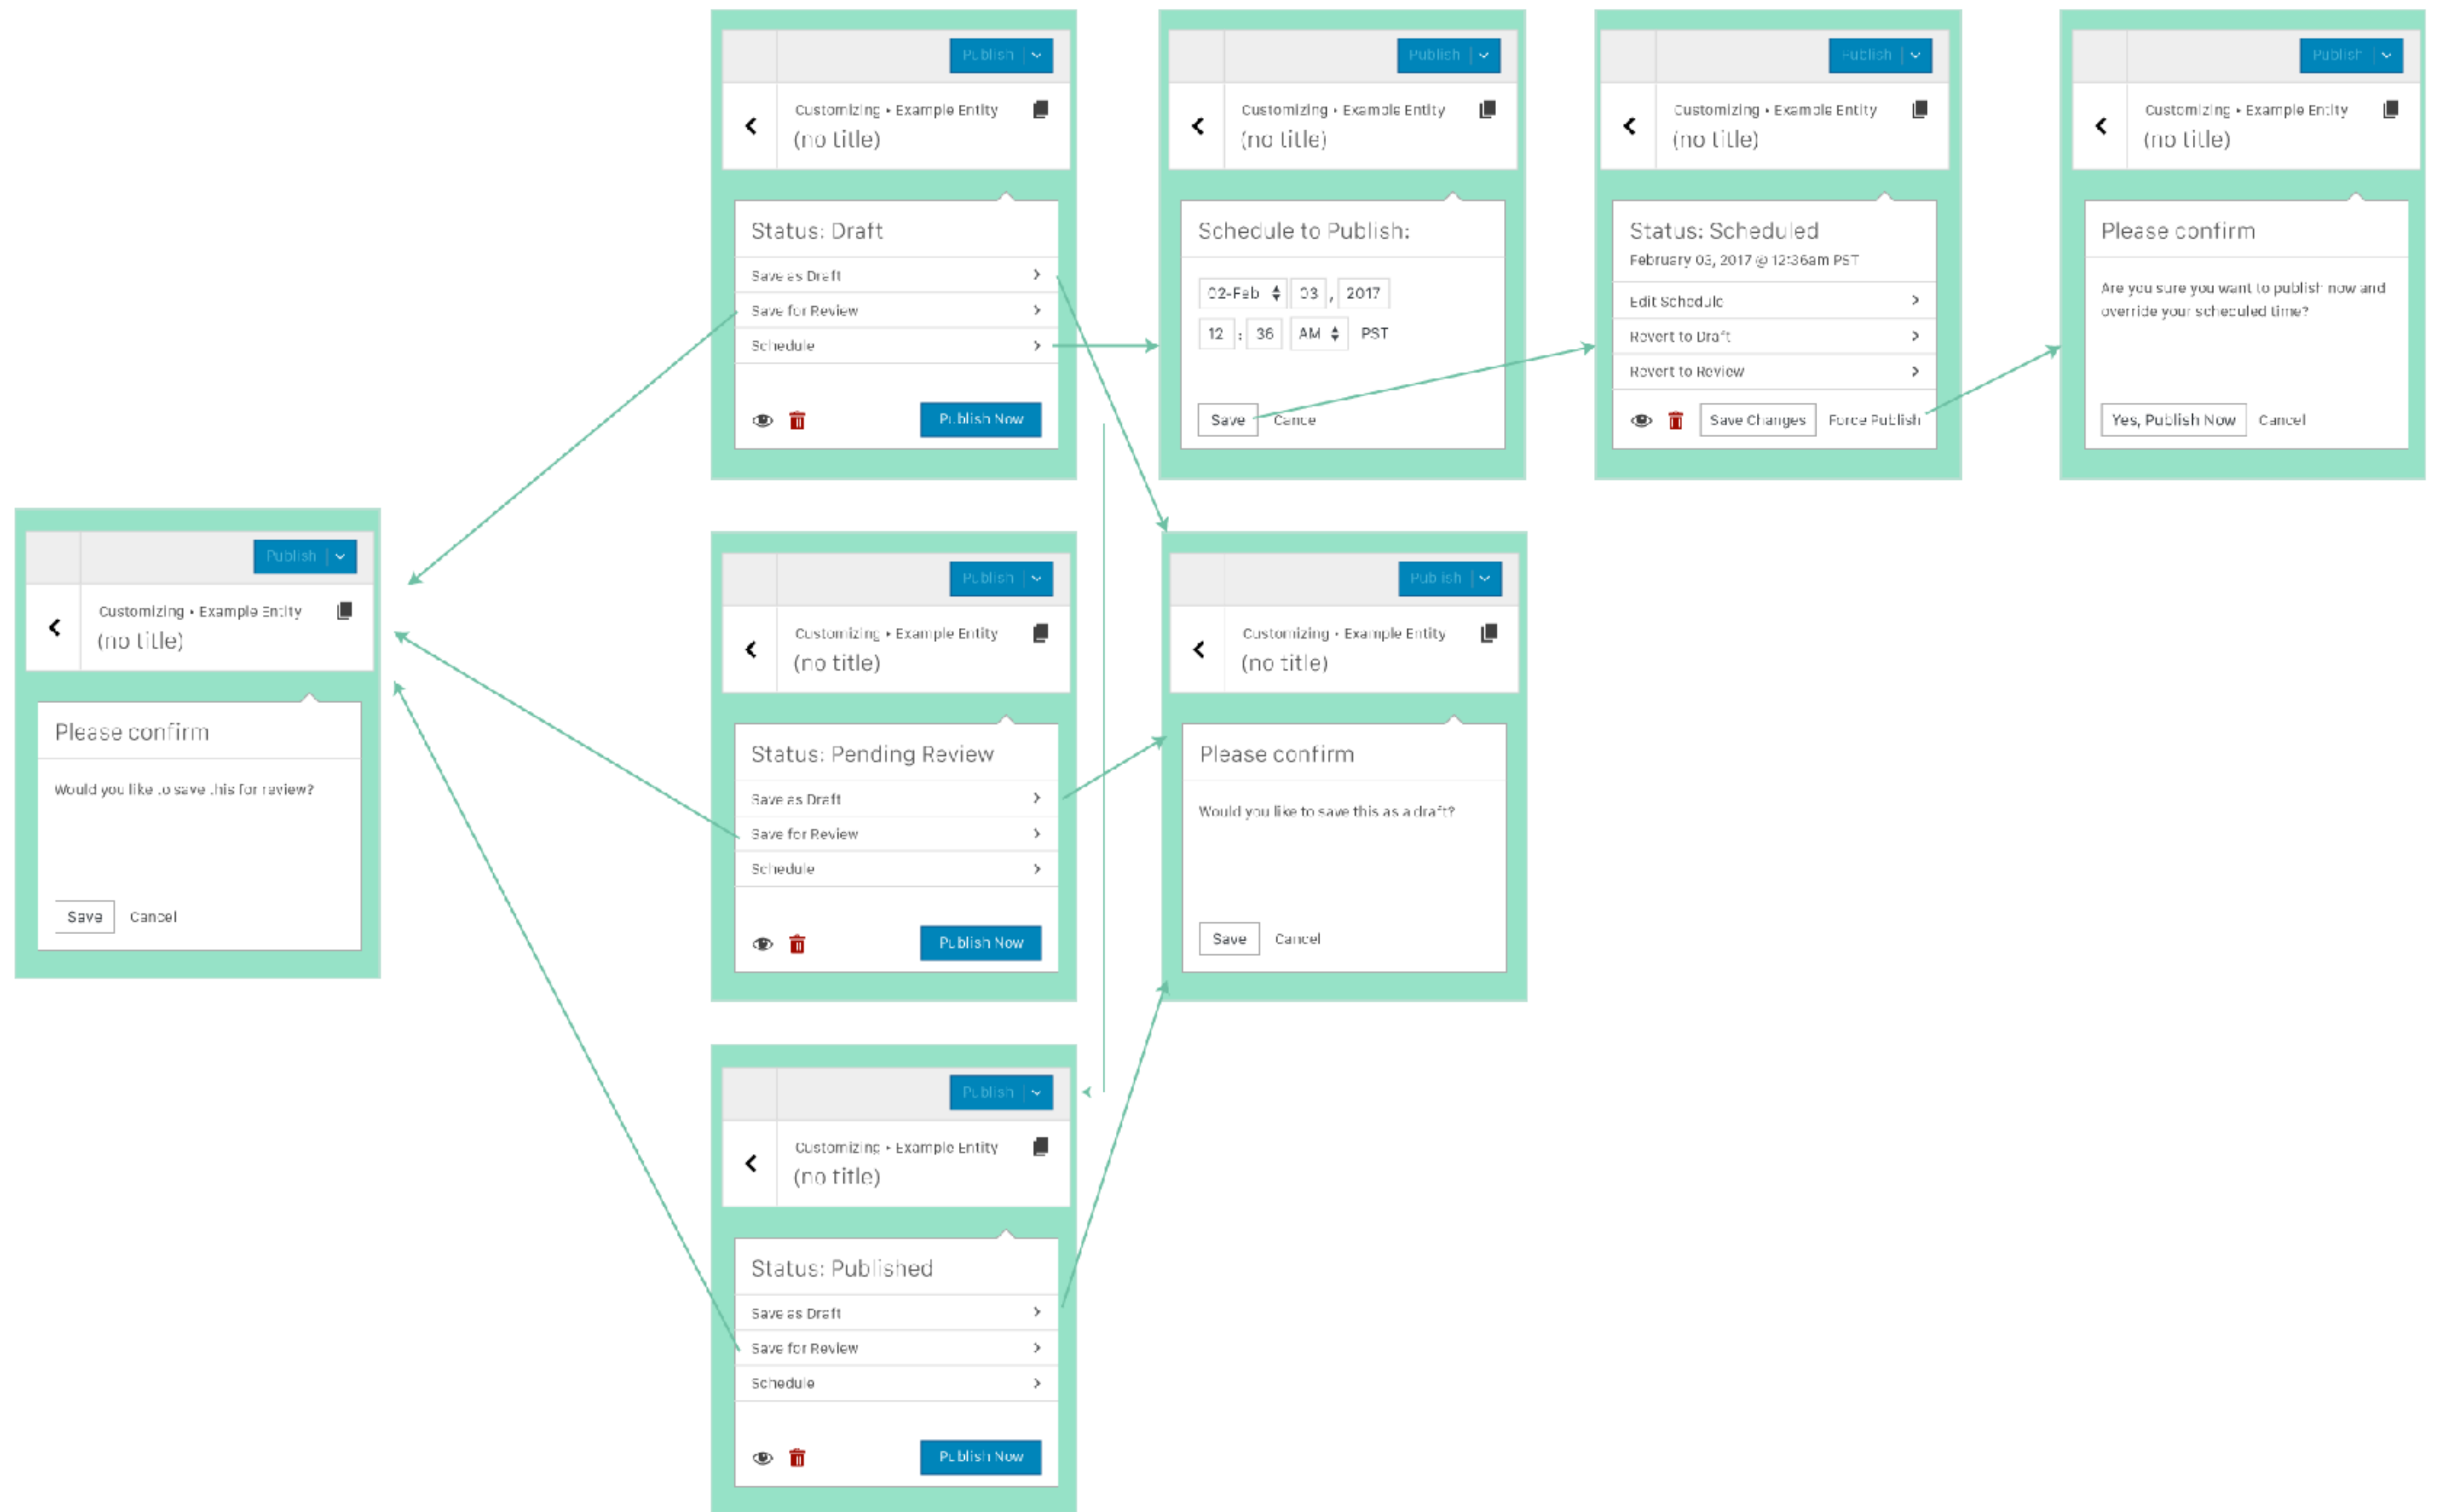 Publish
Customizing • Example Entity
(no title)
Status: Draft
Save as Draft
Save for Review
Schedule
Publish Now
Publish
Customizing • Example Entity
(no title)
Schedule to Publish:
02-Feb 03 , 2017
12 : 36 AM PST
Save Cance
Publish
Customizing • Example Entity
(no title)
Status: Scheduled
February 03, 2017 @ 12:36am PST
Edit Schedule
Revert to Draft
Revert to Review
Save Changes Force Publish
Publish
Customizing • Example Entity
(no title)
Please confirm
Are you sure you want to publish now and
override your scheduled time?
Yes, Publish Now Cancel
Publish
Customizing • Example Entity
(no title)
Please confirm
Would you like to save this for review?
Save Cancel
Publish
Customizing • Example Entity
(no title)
Status: Pending Review
Save as Draft
Save for Review
Schedule
Publish Now
Publish
Customizing • Example Entity
(no title)
Please confirm
Would you like to save this as a draft?
Save Cancel
Publish
Customizing • Example Entity
(no title)
Status: Published
Save as Draft
Save for Review
Schedule
Publish Now